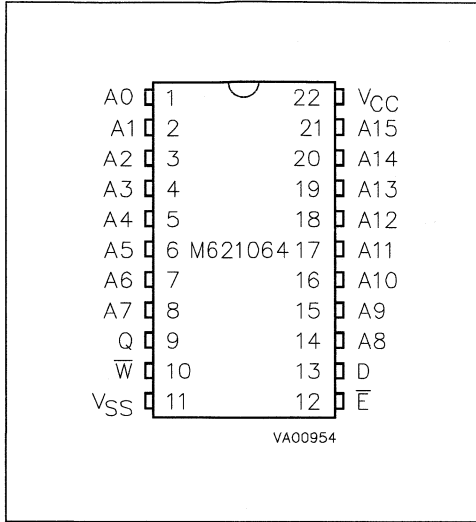 A0 1 22 VCC
A1 2 21 A15
A2 3 20 A14
A3 4 19 A13
A4 5 18 A12
A5 6 M621064 17 A11
A6 7 16 A10
A7 8 15 A9
Q 9 14 A8
W̅ 10 13 D
VSS 11 12 E̅
VA00954